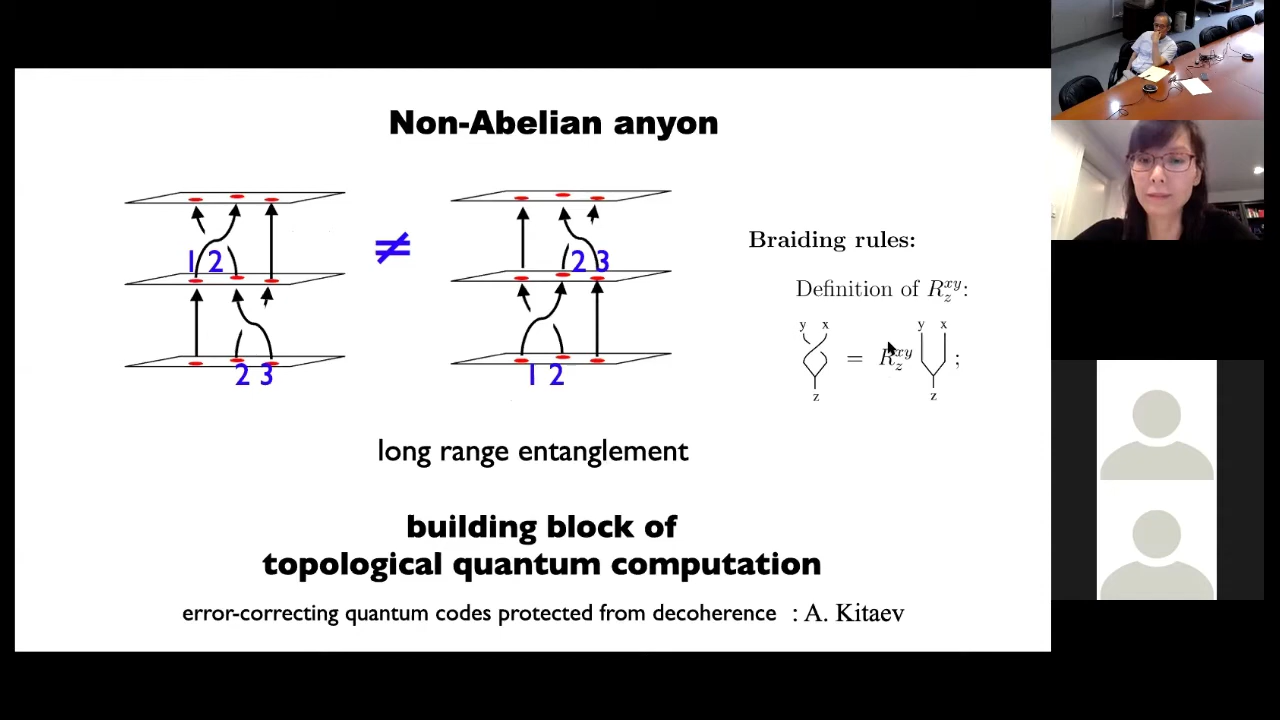 Non-Abelian anyon
1 2
2 3
≠
2 3
1 2
Braiding rules:
Definition of R_z^{xy}:
y x y x
= R_z^{xy} ;
z z
long range entanglement
building block of
topological quantum computation
error-correcting quantum codes protected from decoherence : A. Kitaev